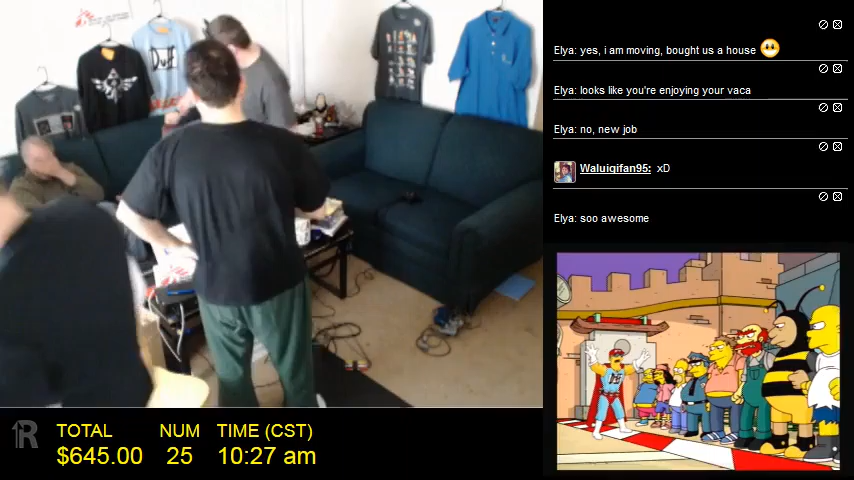 Duff
Elya: yes, i am moving, bought us a house
Elya: looks like you're enjoying your vaca
Elya: no, new job
Waluigifan95: xD
Elya: soo awesome
R
TOTAL
NUM
TIME (CST)
$645.00
25
10:27 am